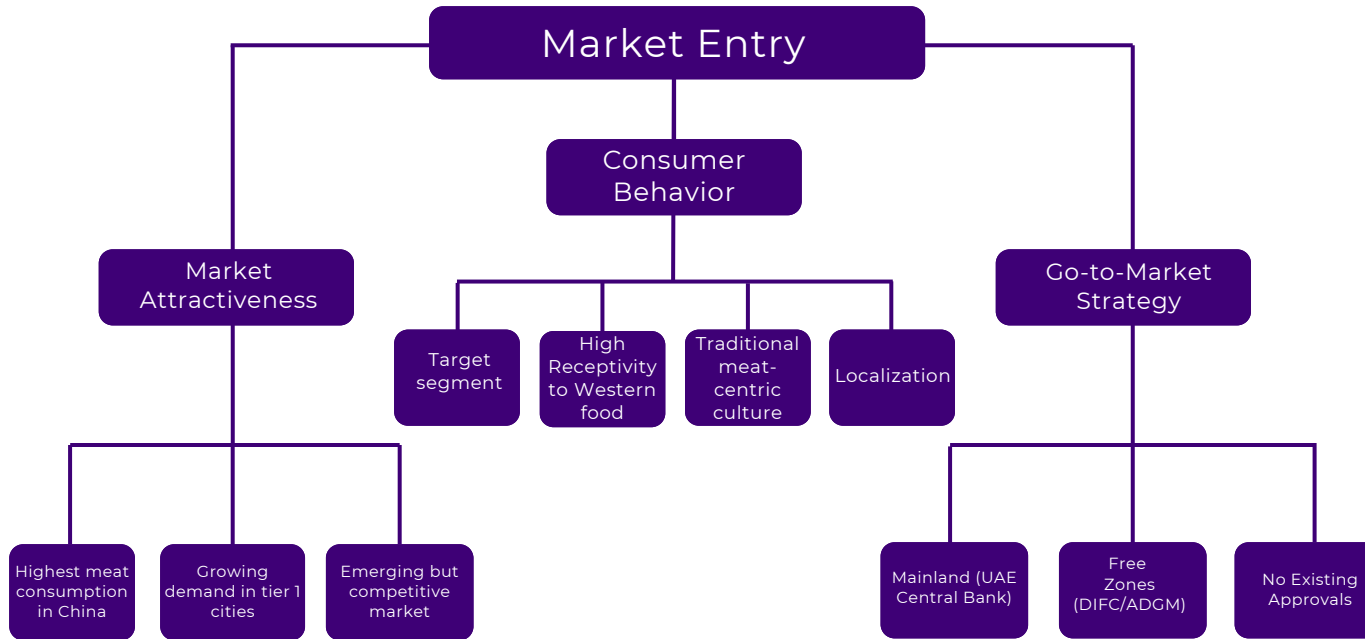 Market Entry
Consumer
Behavior
Market
Attractiveness
Go-to-Market
Strategy
Target
segment
High
Receptivity
to Western
food
Traditional
meat-
centric
culture
Localization
Highest meat
consumption
in China
Growing
demand in tier 1
cities
Emerging but
competitive
market
Mainland (UAE
Central Bank)
Free
Zones
(DIFC/ADGM)
No Existing
Approvals